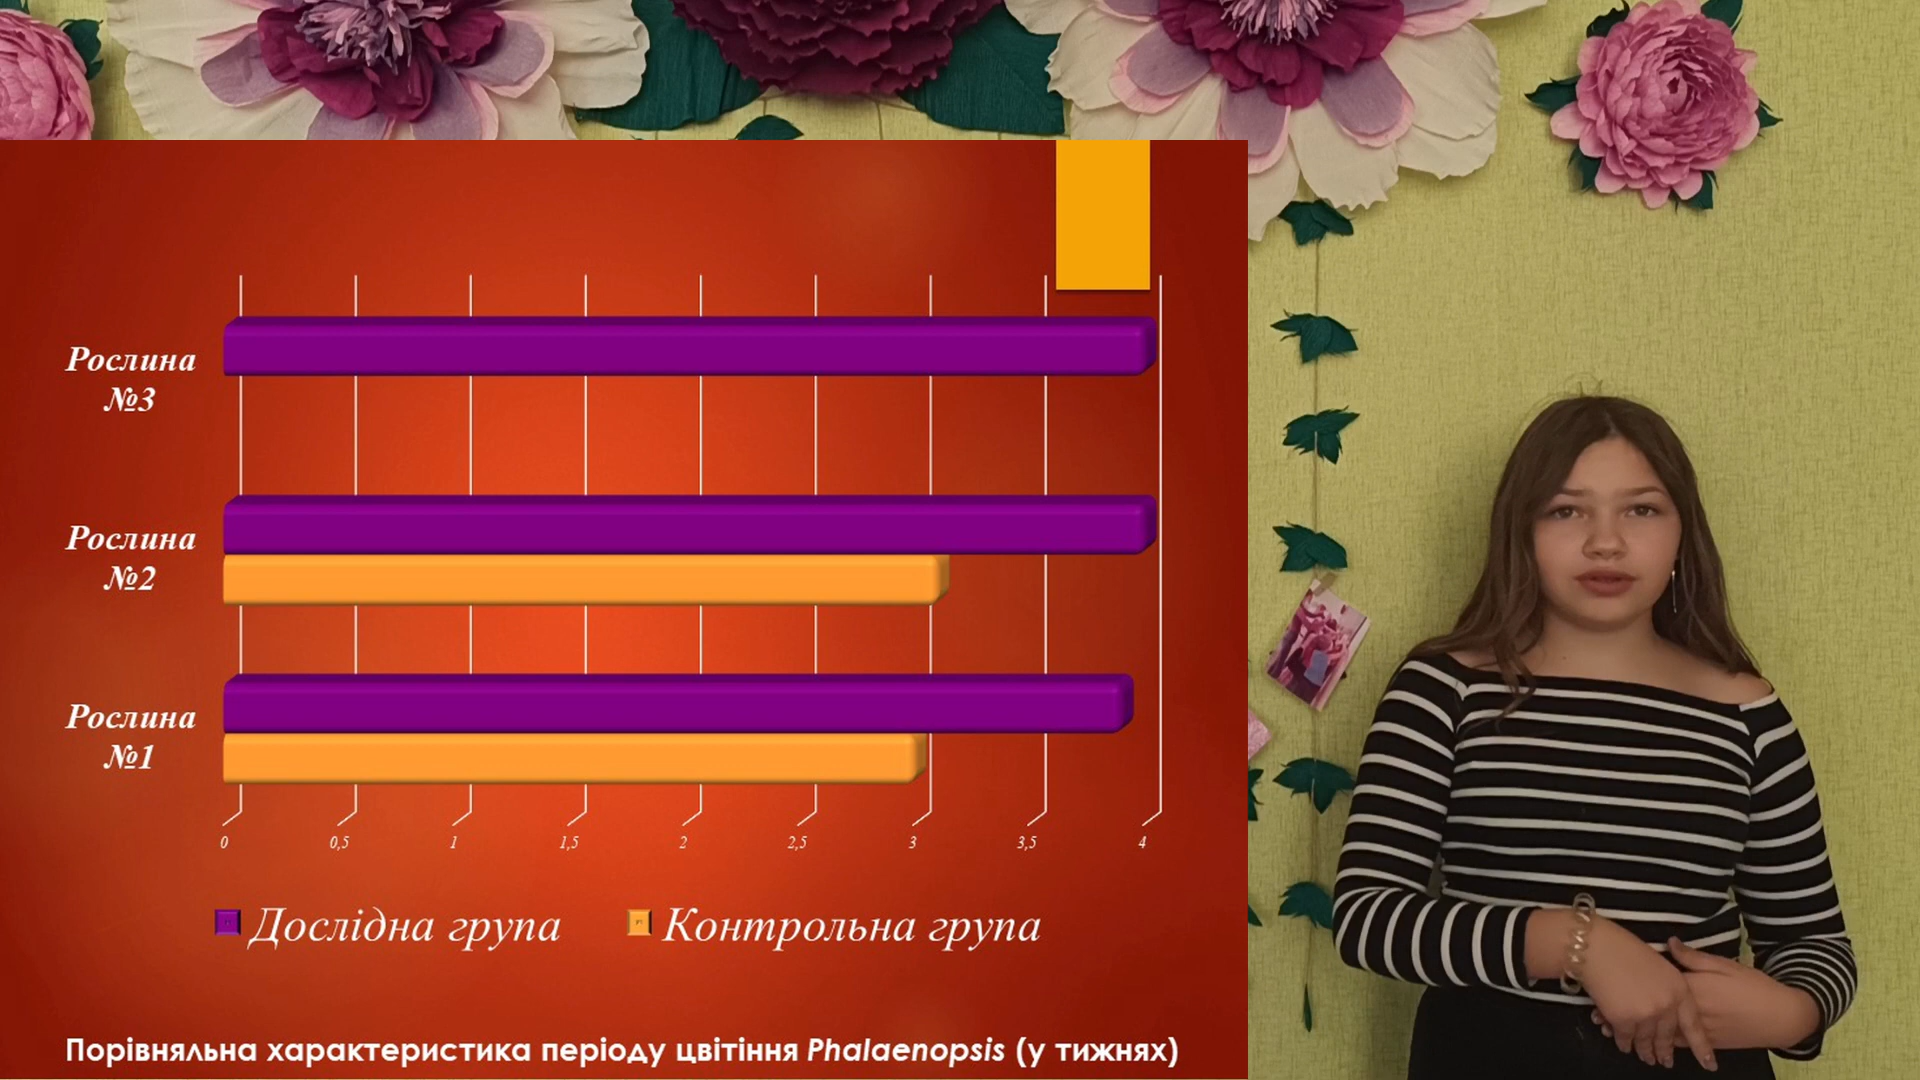 Рослина
№3
Рослина
№2
Рослина
№1
0 0,5 1 1,5 2 2,5 3 3,5 4
Дослідна група Контрольна група
Порівняльна характеристика періоду цвітіння Phalaenopsis (у тижнях)